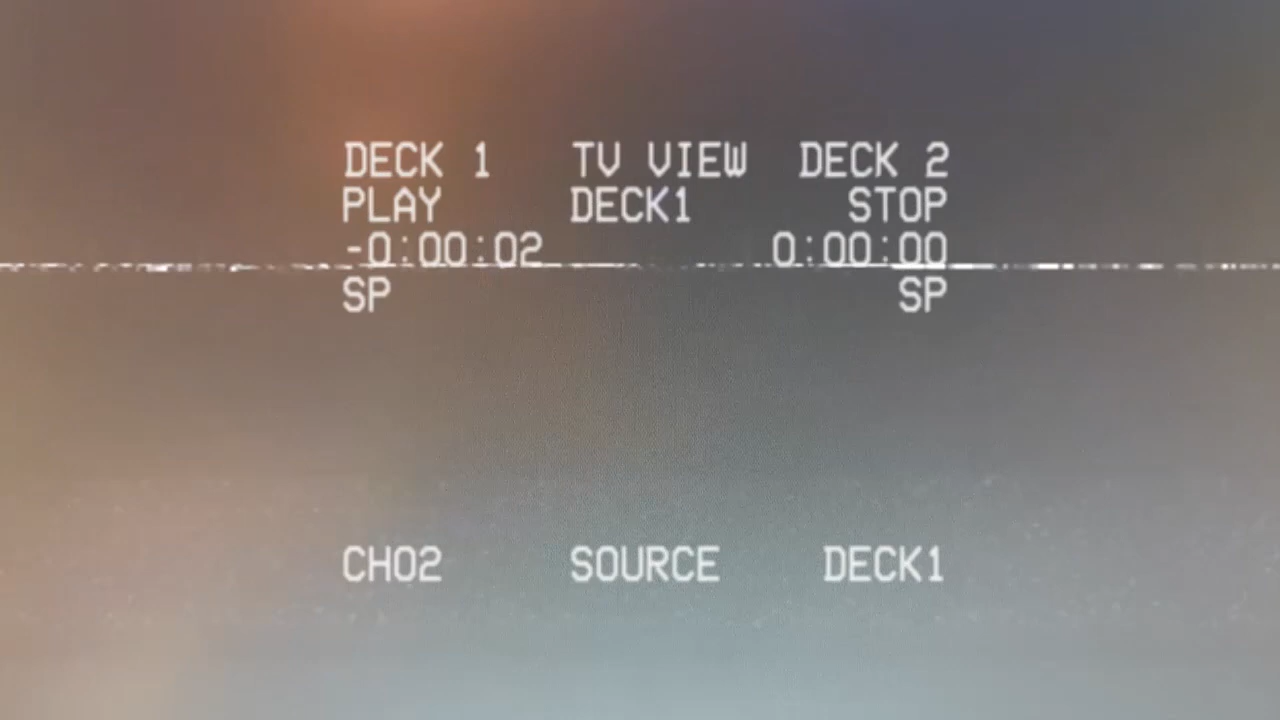 DECK 1 TV VIEW DECK 2
PLAY DECK1 STOP
-0:00:02 0:00:00
SP SP
CH02 SOURCE DECK1